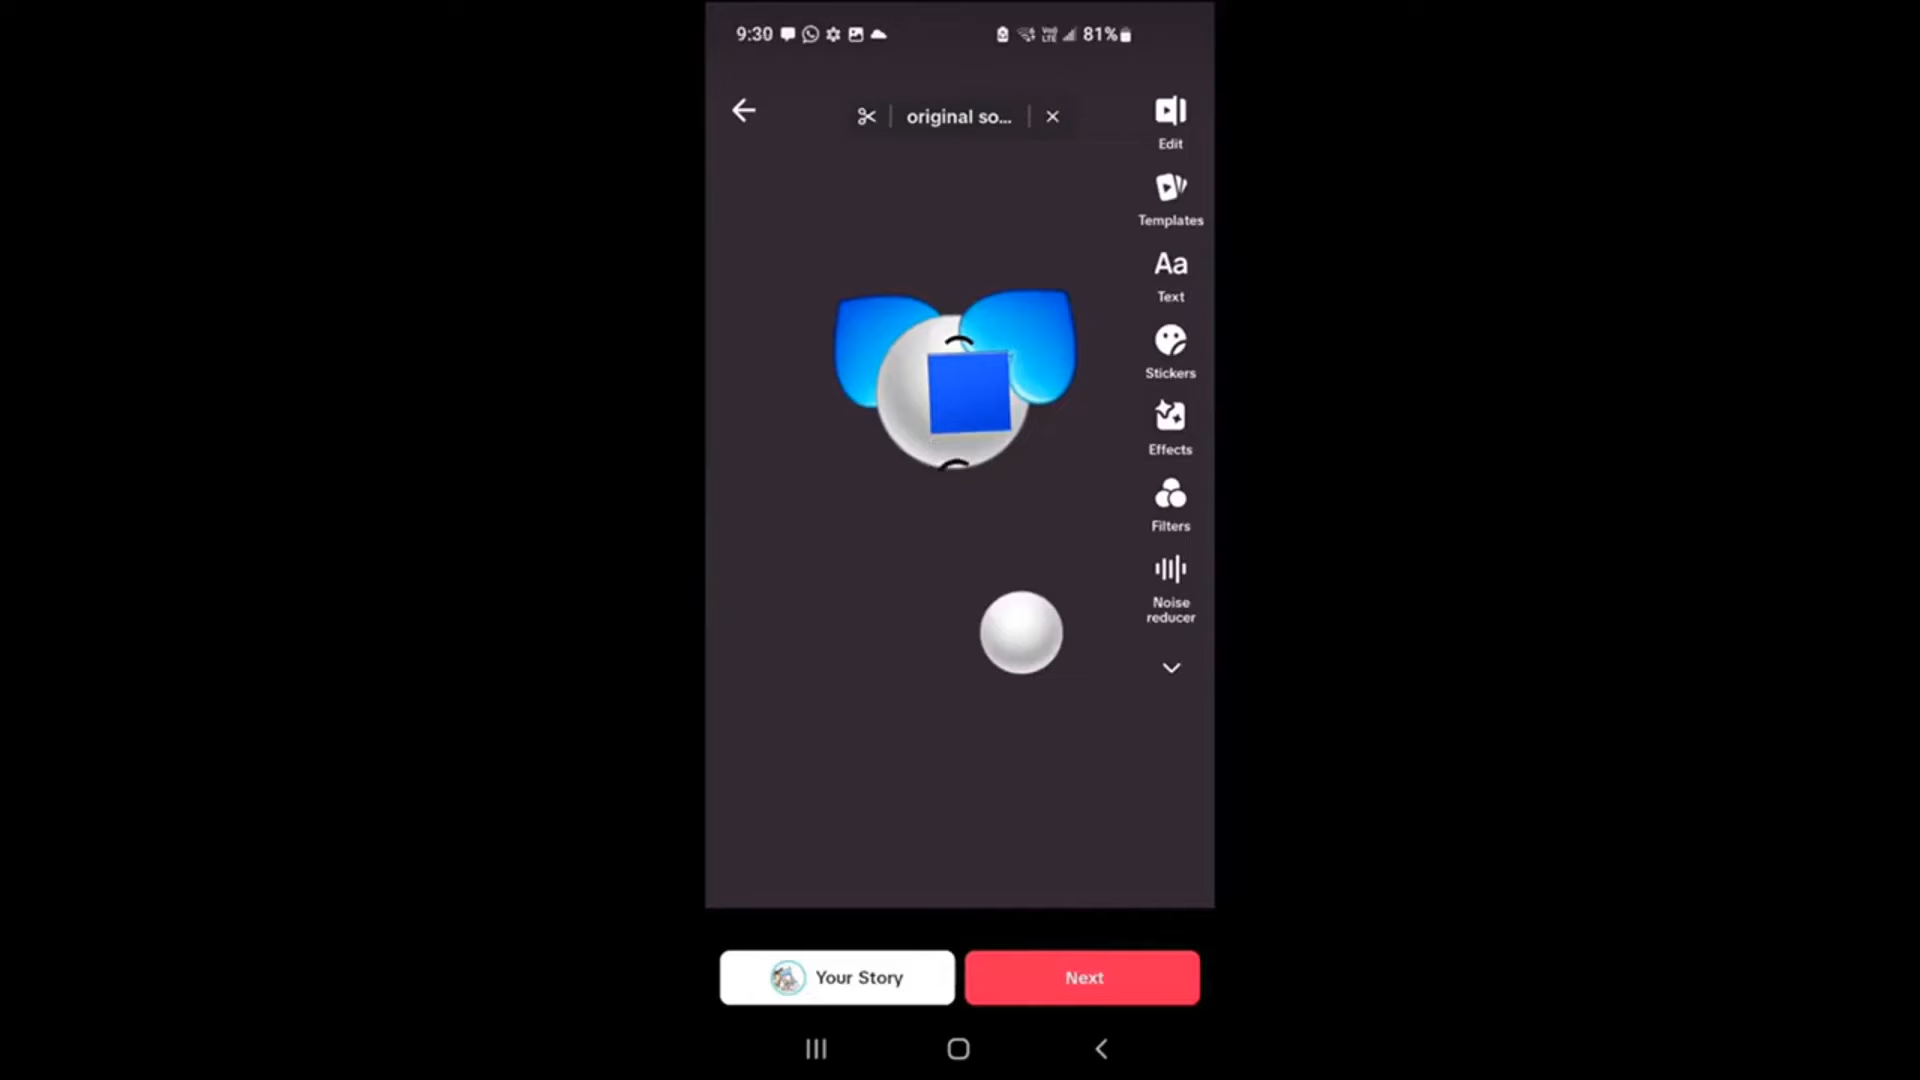 9:30
81%
original so...
Edit
Templates
Aa
Text
Stickers
Effects
Filters
Noise
reducer
Your Story
Next